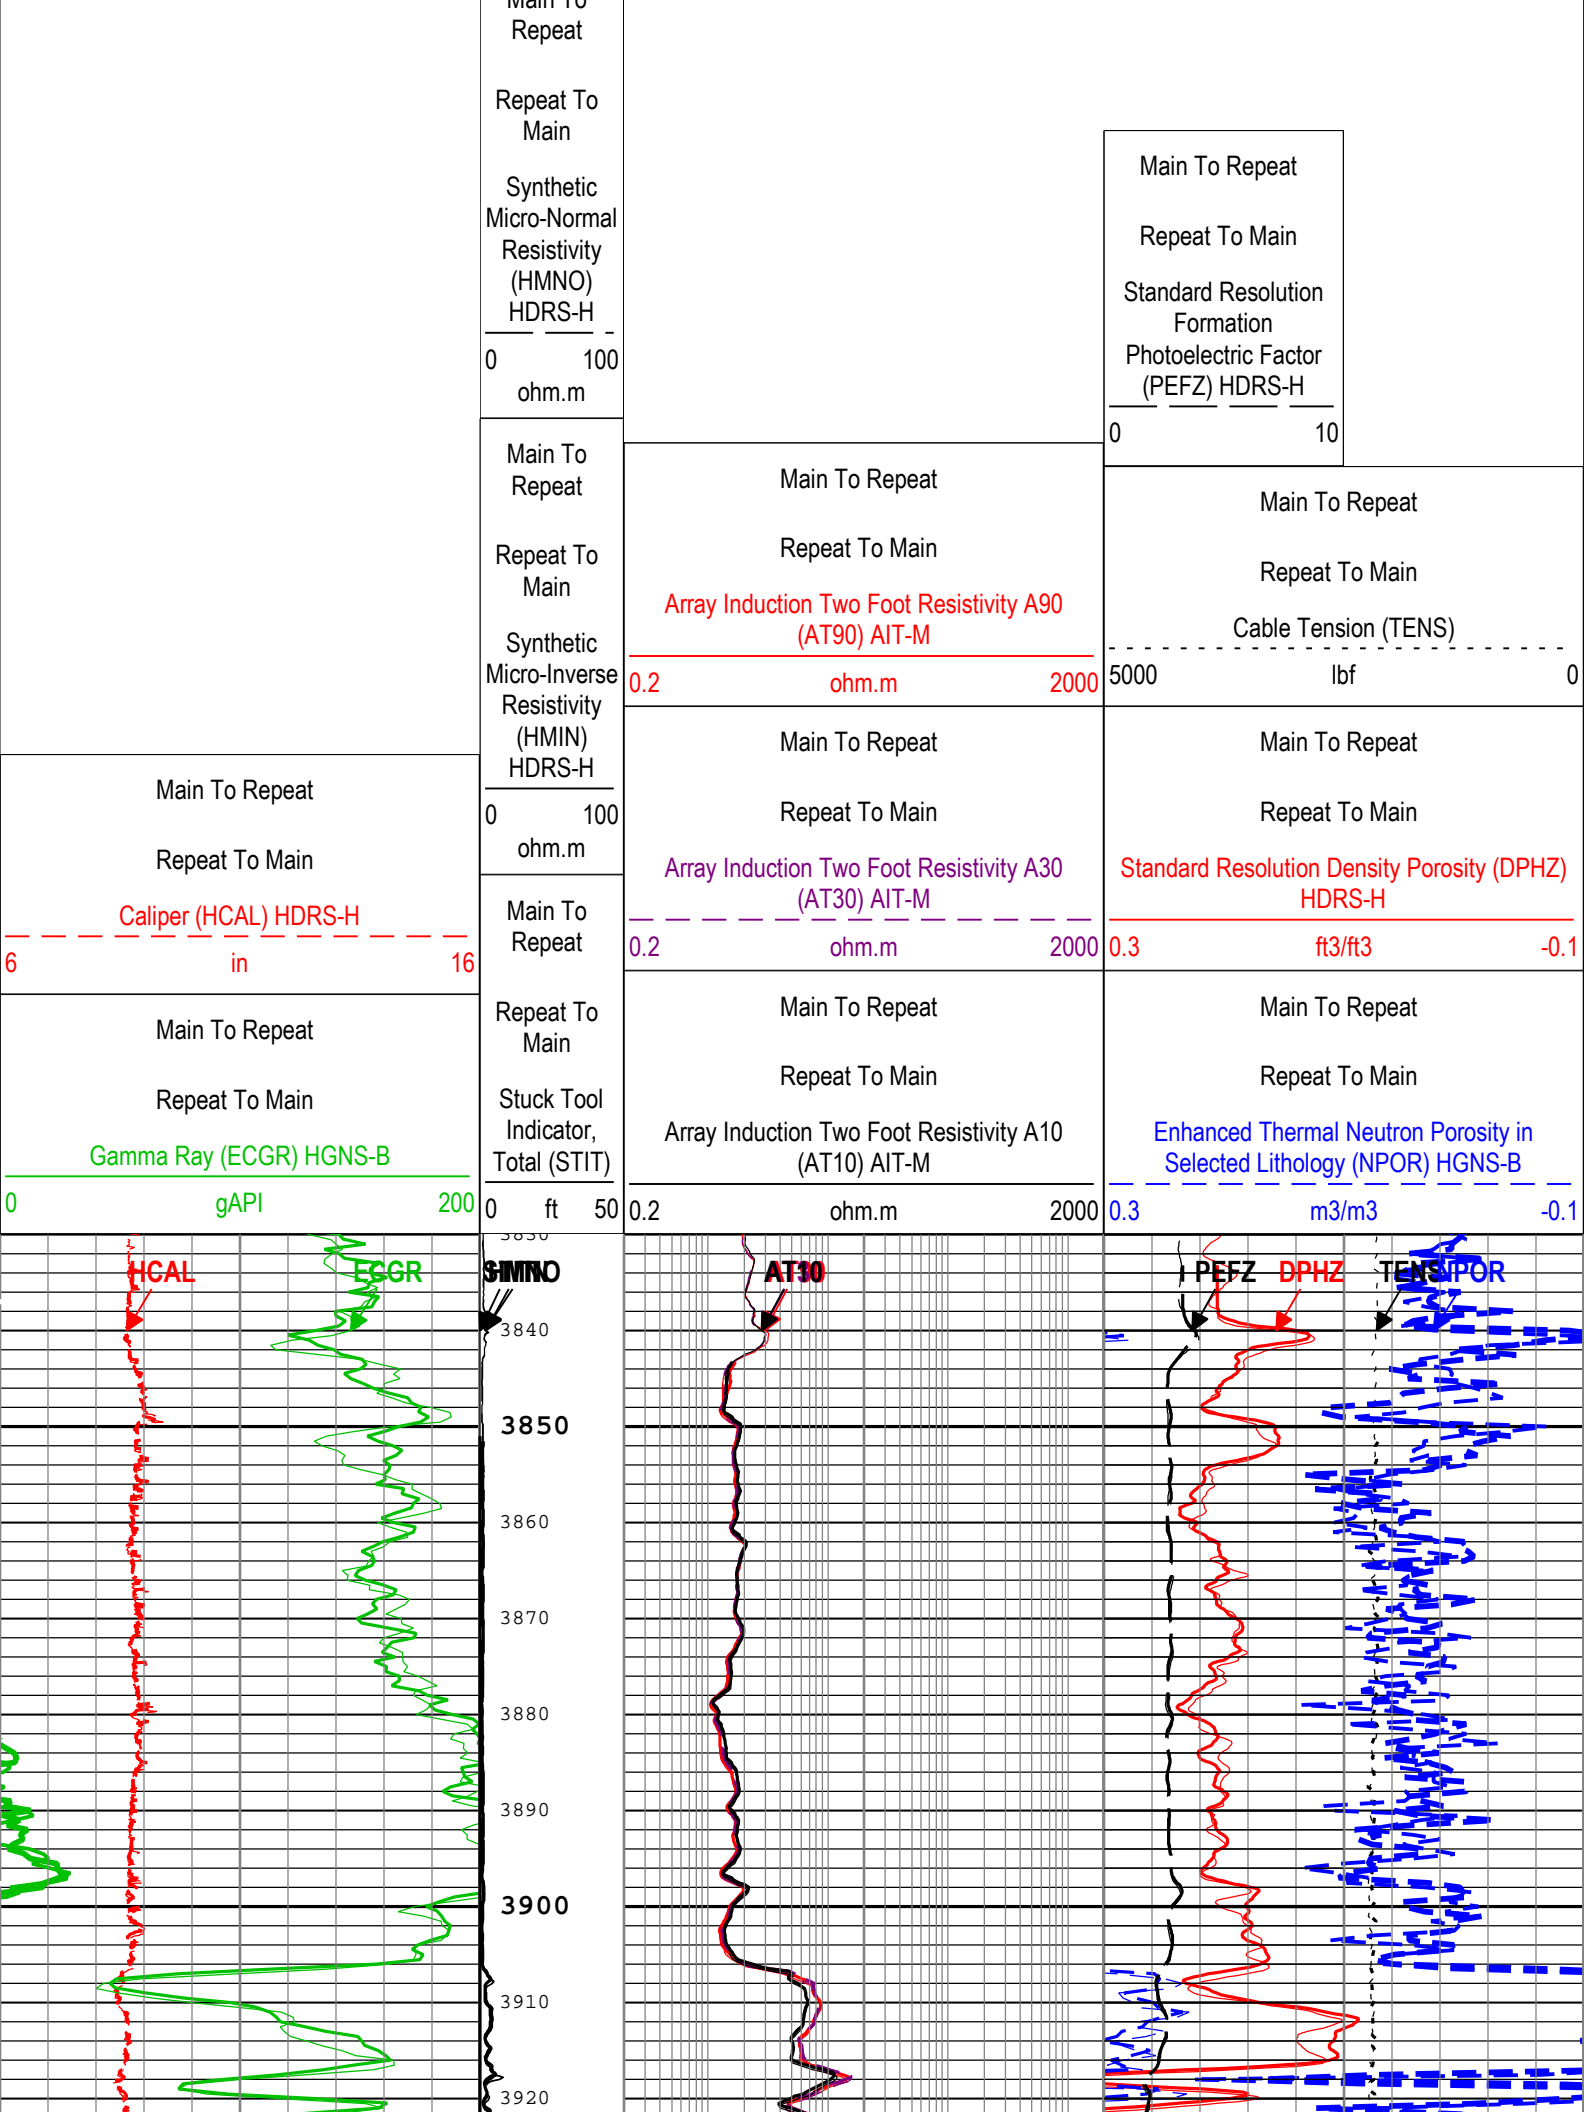 Main To
Repeat
Repeat To
Main
Synthetic
Micro-Normal
Resistivity
(HMNO)
HDRS-H
0 100
ohm.m
Main To
Repeat
Repeat To
Main
Synthetic
Micro-Inverse
Resistivity
(HMIN)
HDRS-H
0 100
ohm.m
Main To
Repeat
Repeat To
Main
Stuck Tool
Indicator,
Total (STIT)
0 ft 50
Main To Repeat
Repeat To Main
Caliper (HCAL) HDRS-H
6 in 16
Main To Repeat
Repeat To Main
Gamma Ray (ECGR) HGNS-B
0 gAPI 200
Main To Repeat
Repeat To Main
Array Induction Two Foot Resistivity A90
(AT90) AIT-M
0.2 ohm.m 2000
Main To Repeat
Repeat To Main
Array Induction Two Foot Resistivity A30
(AT30) AIT-M
0.2 ohm.m 2000
Main To Repeat
Repeat To Main
Array Induction Two Foot Resistivity A10
(AT10) AIT-M
0.2 ohm.m 2000
Main To Repeat
Repeat To Main
Standard Resolution
Formation
Photoelectric Factor
(PEFZ) HDRS-H
0 10
Main To Repeat
Repeat To Main
Cable Tension (TENS)
5000 lbf 0
Main To Repeat
Repeat To Main
Standard Resolution Density Porosity (DPHZ)
HDRS-H
0.3 ft3/ft3 -0.1
Main To Repeat
Repeat To Main
Enhanced Thermal Neutron Porosity in
Selected Lithology (NPOR) HGNS-B
0.3 m3/m3 -0.1
3830
HCAL ECGR PEFZ DPHZ TENS NPOR
3840
3850
3860
3870
3880
3890
3900
3910
3920